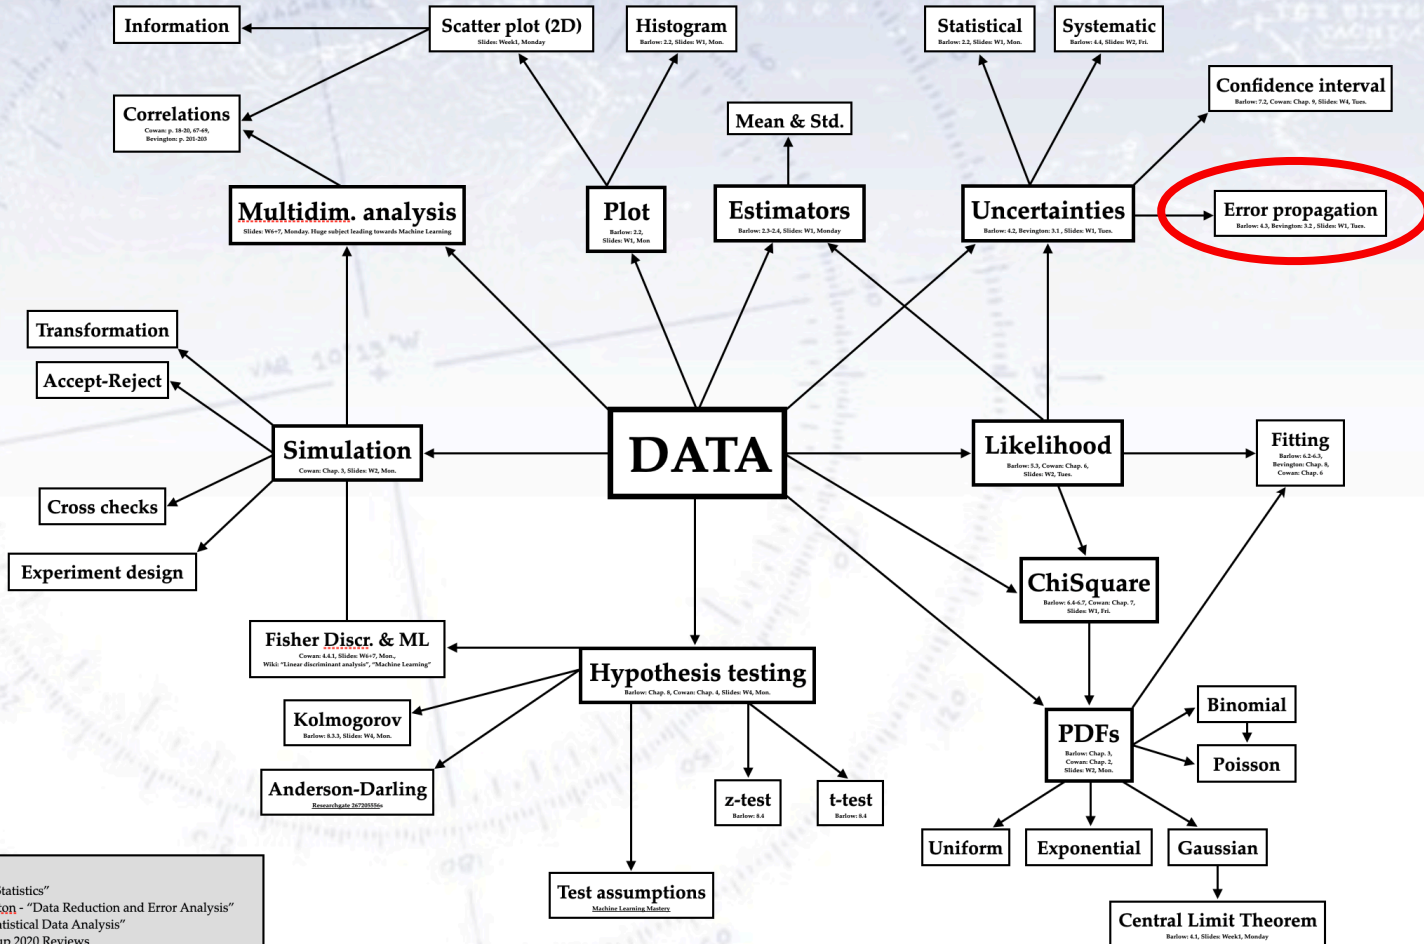 Information
Scatter plot (2D)
Slides: Week1, Monday
Histogram
Barlow: 2.2, Slides: W1, Mon.
Statistical
Barlow: 2.2, Slides: W1, Mon.
Systematic
Barlow: 4.4, Slides: W2, Fri.
Confidence interval
Barlow: 7.2, Cowan: Chap. 9, Slides: W4, Tues.
Correlations
Cowan: p. 18-20, 67-69,
Bevington: p. 201-203
Mean & Std.
Multidim. analysis
Slides: W6+7, Monday. Huge subject leading towards Machine Learning
Plot
Barlow: 2.2,
Slides: W1, Mon
Estimators
Barlow: 2.3-2.4, Slides: W1, Monday
Uncertainties
Barlow: 4.2, Bevington: 3.1 , Slides: W1, Tues.
Error propagation
Barlow: 4.3, Bevington: 3.2 , Slides: W1, Tues.
Transformation
VAR 10°15'W
Accept-Reject
Simulation
Cowan: Chap. 3, Slides: W2, Mon.
DATA
Likelihood
Barlow: 5.3, Cowan: Chap. 6,
Slides: W2, Tues.
Fitting
Barlow: 6.2-6.3,
Bevington: Chap. 8,
Cowan: Chap. 6
Cross checks
Experiment design
ChiSquare
Barlow: 6.4-6.7, Cowan: Chap. 7,
Slides: W1, Fri.
Fisher Discr. & ML
Cowan: 4.4.1, Slides: W6+7, Mon.,
Wiki: “Linear discriminant analysis”, “Machine Learning”
Hypothesis testing
Barlow: Chap. 8, Cowan: Chap. 4, Slides: W4, Mon.
Kolmogorov
Barlow: 8.3.3, Slides: W4, Mon.
PDFs
Barlow: Chap. 3,
Cowan: Chap. 2,
Slides: W2, Mon.
Binomial
Poisson
Anderson-Darling
Researchgate 267205556s
z-test
Barlow: 8.4
t-test
Barlow: 8.4
Uniform
Exponential
Gaussian
Test assumptions
Machine Learning Mastery
Central Limit Theorem
Barlow: 4.1, Slides: Week1, Monday
tatistics”
ton - “Data Reduction and Error Analysis”
atistical Data Analysis”
up 2020 Reviews